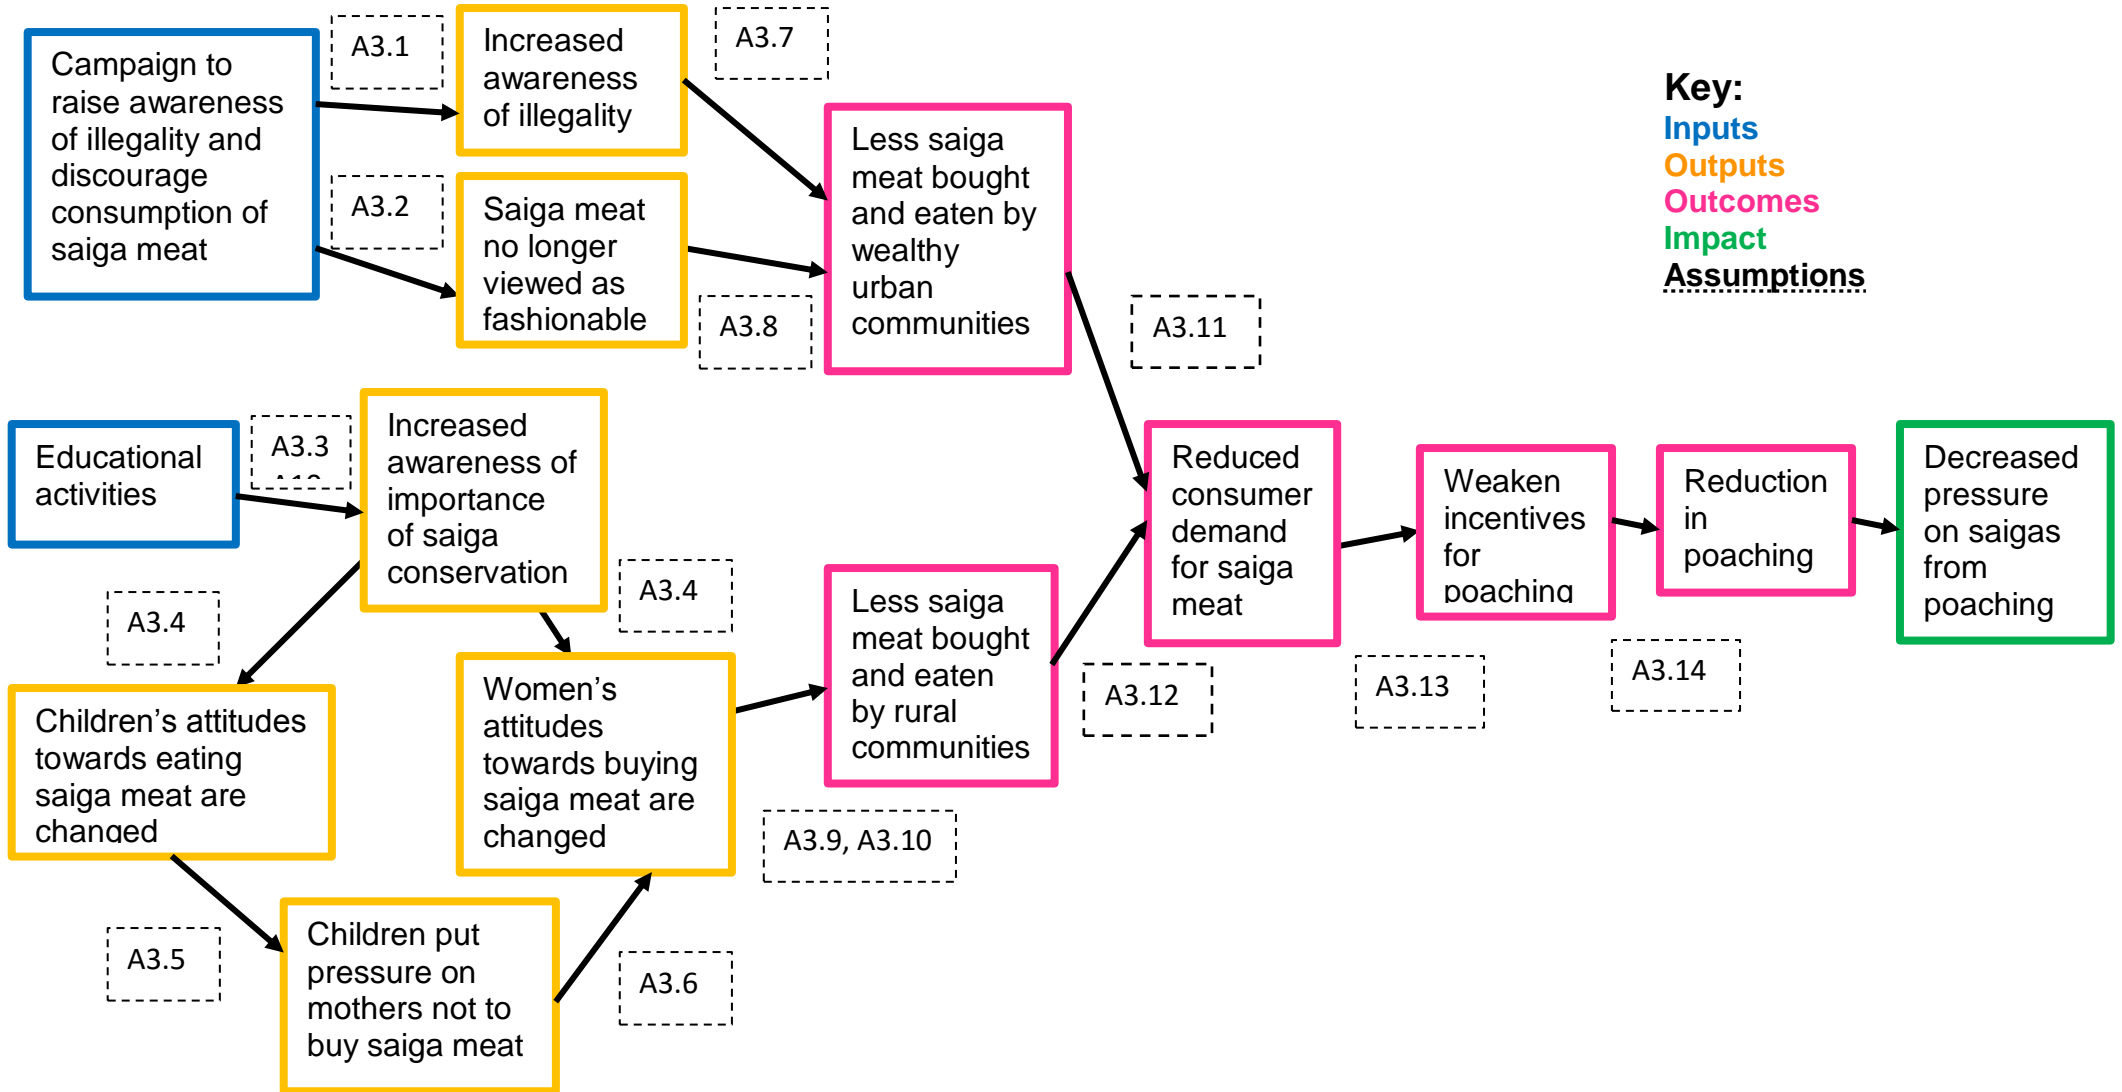 Campaign to
raise awareness
of illegality and
discourage
consumption of
saiga meat
A3.1
Increased
awareness
of illegality
A3.7
A3.2
Saiga meat
no longer
viewed as
fashionable
A3.8
Less saiga
meat bought
and eaten by
wealthy
urban
communities
A3.11
Key:
Inputs
Outputs
Outcomes
Impact
Assumptions
Educational
activities
A3.3
Increased
awareness of
importance
of saiga
conservation
A3.4
A3.4
Children’s attitudes
towards eating
saiga meat are
changed
A3.5
Children put
pressure on
mothers not to
buy saiga meat
A3.6
Women’s
attitudes
towards buying
saiga meat are
changed
A3.9, A3.10
Less saiga
meat bought
and eaten
by rural
communities
A3.12
Reduced
consumer
demand
for saiga
meat
A3.13
Weaken
incentives
for
poaching
A3.14
Reduction
in
poaching
Decreased
pressure
on saigas
from
poaching